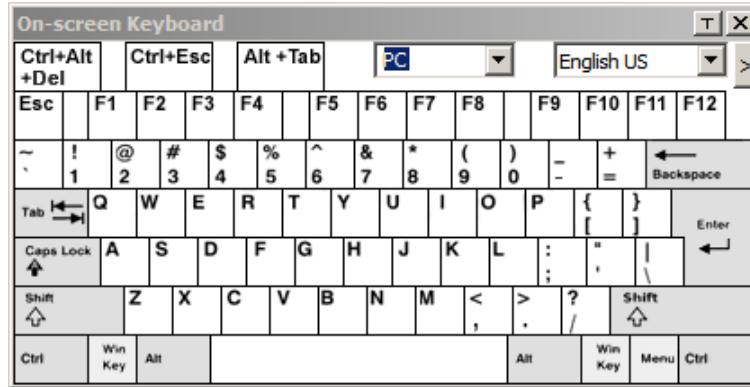 On-screen Keyboard T X
Ctrl+Alt +Del Ctrl+Esc Alt +Tab PC English US >
Esc F1 F2 F3 F4 F5 F6 F7 F8 F9 F10 F11 F12
~ ` ! 1 @ 2 # 3 $ 4 % 5 ^ 6 & 7 * 8 ( 9 ) 0 _ - + = Backspace
Tab Q W E R T Y U I O P { [ } ] Enter
Caps Lock A S D F G H J K L : ; " ' | \
Shift Z X C V B N M < , > . ? / Shift
Ctrl Win Key Alt Alt Win Key Menu Ctrl